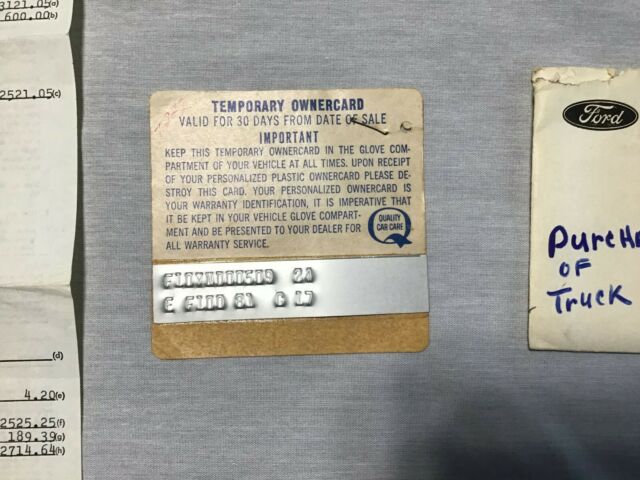 3121.05(a)
600.00(b)
2521.05(c)
(d)
4.20(e)
2525.25(f)
189.39(g)
2714.64(h)
TEMPORARY OWNERCARD
VALID FOR 30 DAYS FROM DATE OF SALE
IMPORTANT
KEEP THIS TEMPORARY OWNERCARD IN THE GLOVE COM-
PARTMENT OF YOUR VEHICLE AT ALL TIMES. UPON RECEIPT
OF YOUR PERSONALIZED PLASTIC OWNERCARD PLEASE DE-
STROY THIS CARD. YOUR PERSONALIZED OWNERCARD IS
YOUR WARRANTY IDENTIFICATION, IT IS IMPERATIVE THAT
IT BE KEPT IN YOUR VEHICLE GLOVE COMPART-
MENT AND BE PRESENTED TO YOUR DEALER FOR
ALL WARRANTY SERVICE.
QUALITY
CAR CARE
E F100 81 C 17
Ford
PurcHa
OF
Truck